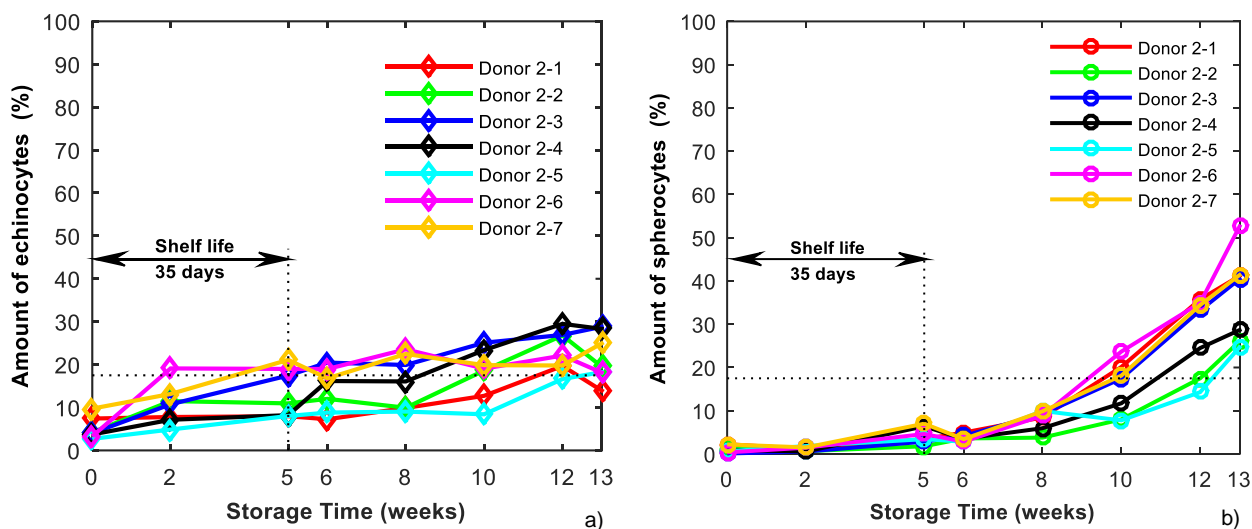 100
90
80
70
60
50
40
30
20
10
0
Amount of echinocytes (%)
Donor 2-1
Donor 2-2
Donor 2-3
Donor 2-4
Donor 2-5
Donor 2-6
Donor 2-7
Shelf life
35 days
0 2 5 6 8 10 12 13
Storage Time (weeks)
a)
100
90
80
70
60
50
40
30
20
10
0
Amount of spherocytes (%)
Donor 2-1
Donor 2-2
Donor 2-3
Donor 2-4
Donor 2-5
Donor 2-6
Donor 2-7
Shelf life
35 days
0 2 5 6 8 10 12 13
Storage Time (weeks)
b)